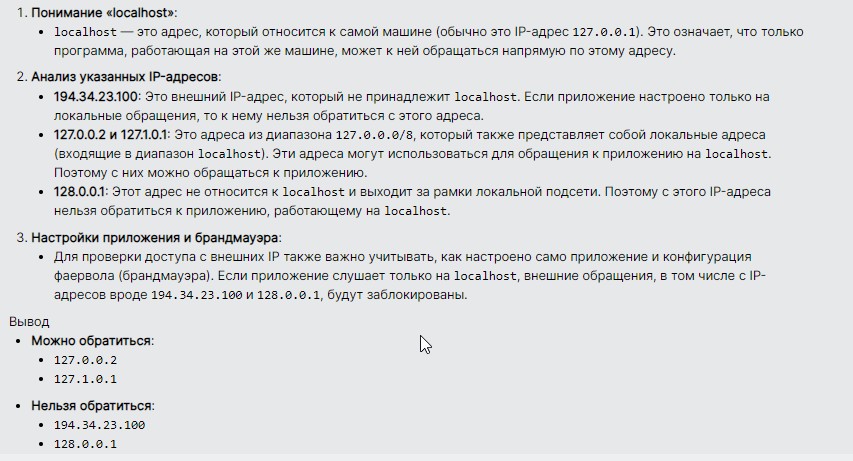 1. Понимание «localhost»:
• localhost — это адрес, который относится к самой машине (обычно это IP-адрес 127.0.0.1). Это означает, что только
программа, работающая на этой же машине, может к ней обращаться напрямую по этому адресу.
2. Анализ указанных IP-адресов:
• 194.34.23.100: Это внешний IP-адрес, который не принадлежит localhost. Если приложение настроено только на
локальные обращения, то к нему нельзя обратиться с этого адреса.
• 127.0.0.2 и 127.1.0.1: Это адреса из диапазона 127.0.0.0/8, который также представляет собой локальные адреса
(входящие в диапазон localhost). Эти адреса могут использоваться для обращения к приложению на localhost.
Поэтому с них можно обращаться к приложению.
• 128.0.0.1: Этот адрес не относится к localhost и выходит за рамки локальной подсети. Поэтому с этого IP-адреса
нельзя обратиться к приложению, работающему на localhost.
3. Настройки приложения и брандмауэра:
• Для проверки доступа с внешних IP также важно учитывать, как настроено само приложение и конфигурация
фаервола (брандмауэра). Если приложение слушает только на localhost, внешние обращения, в том числе с IP-
адресов вроде 194.34.23.100 и 128.0.0.1, будут заблокированы.
Вывод
• Можно обратиться:
• 127.0.0.2
• 127.1.0.1
• Нельзя обратиться:
• 194.34.23.100
• 128.0.0.1